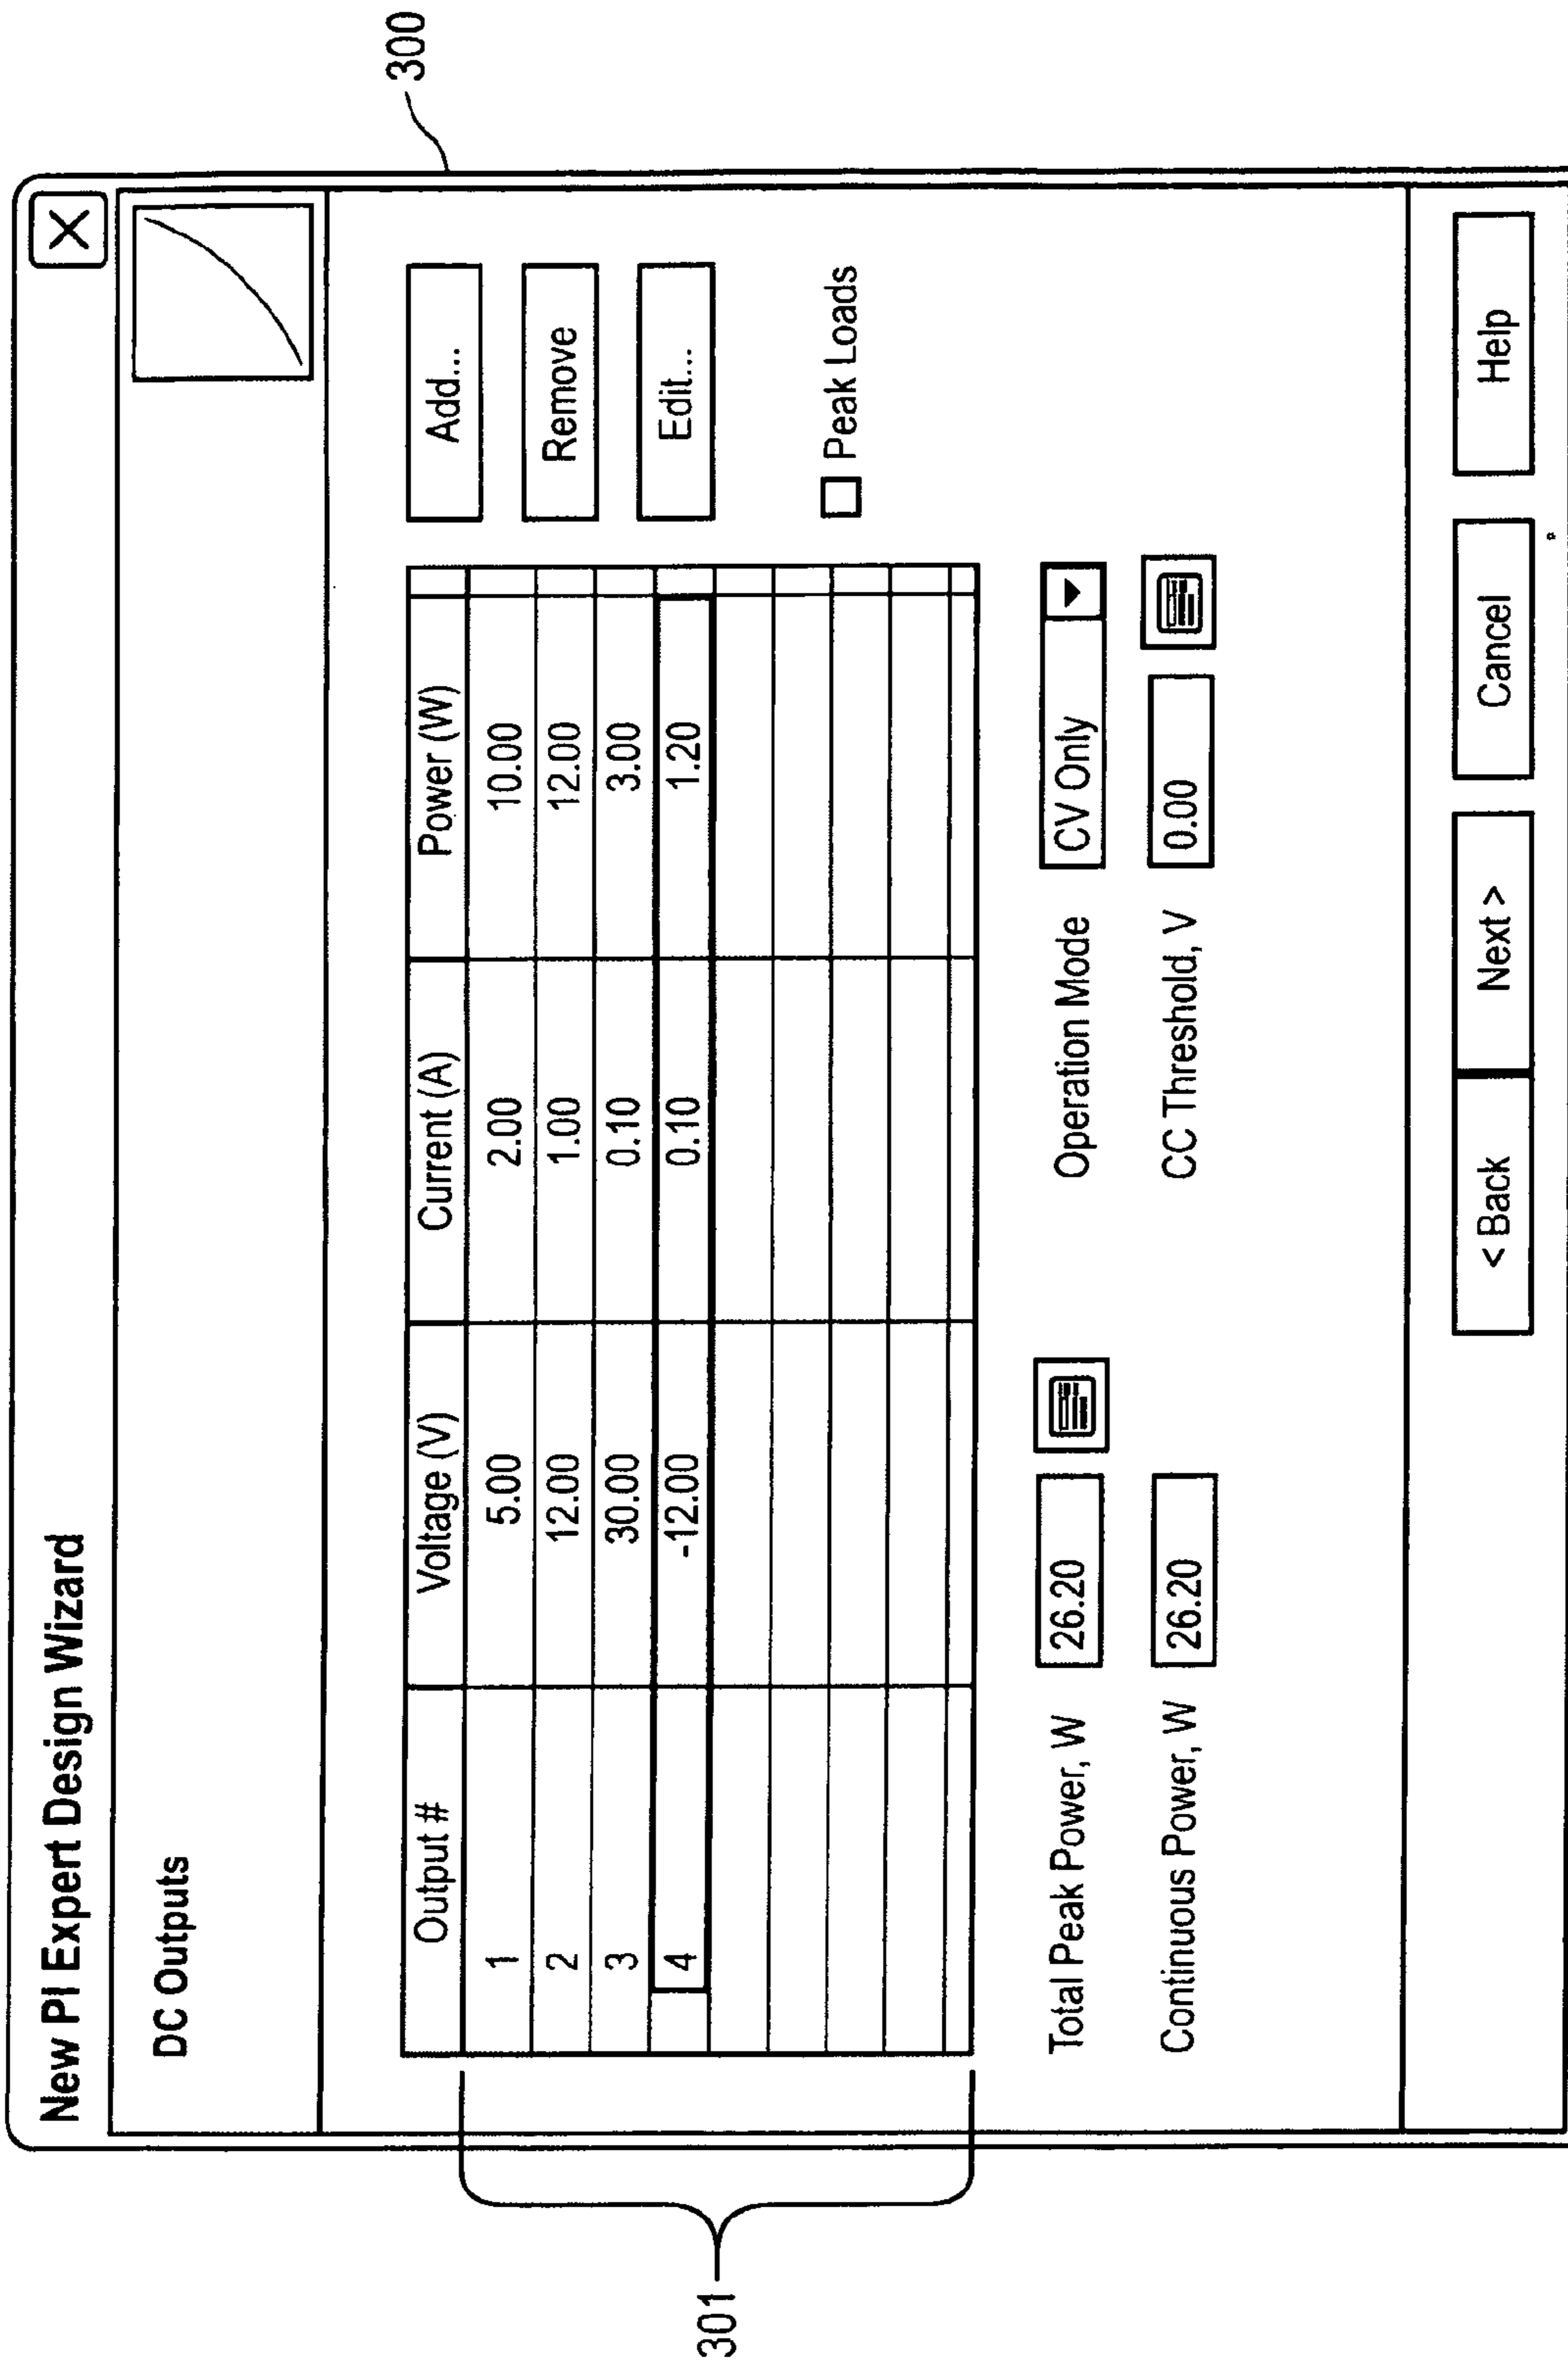 New PI Expert Design Wizard
X
DC Outputs
300
Output # Voltage (V) Current (A) Power (W)
1 5.00 2.00 10.00
2 12.00 1.00 12.00
3 30.00 0.10 3.00
4 -12.00 0.10 1.20
301
Add...
Remove
Edit...
Peak Loads
Total Peak Power, W 26.20
Operation Mode CV Only
Continuous Power, W 26.20
CC Threshold, V 0.00
< Back Next > Cancel Help